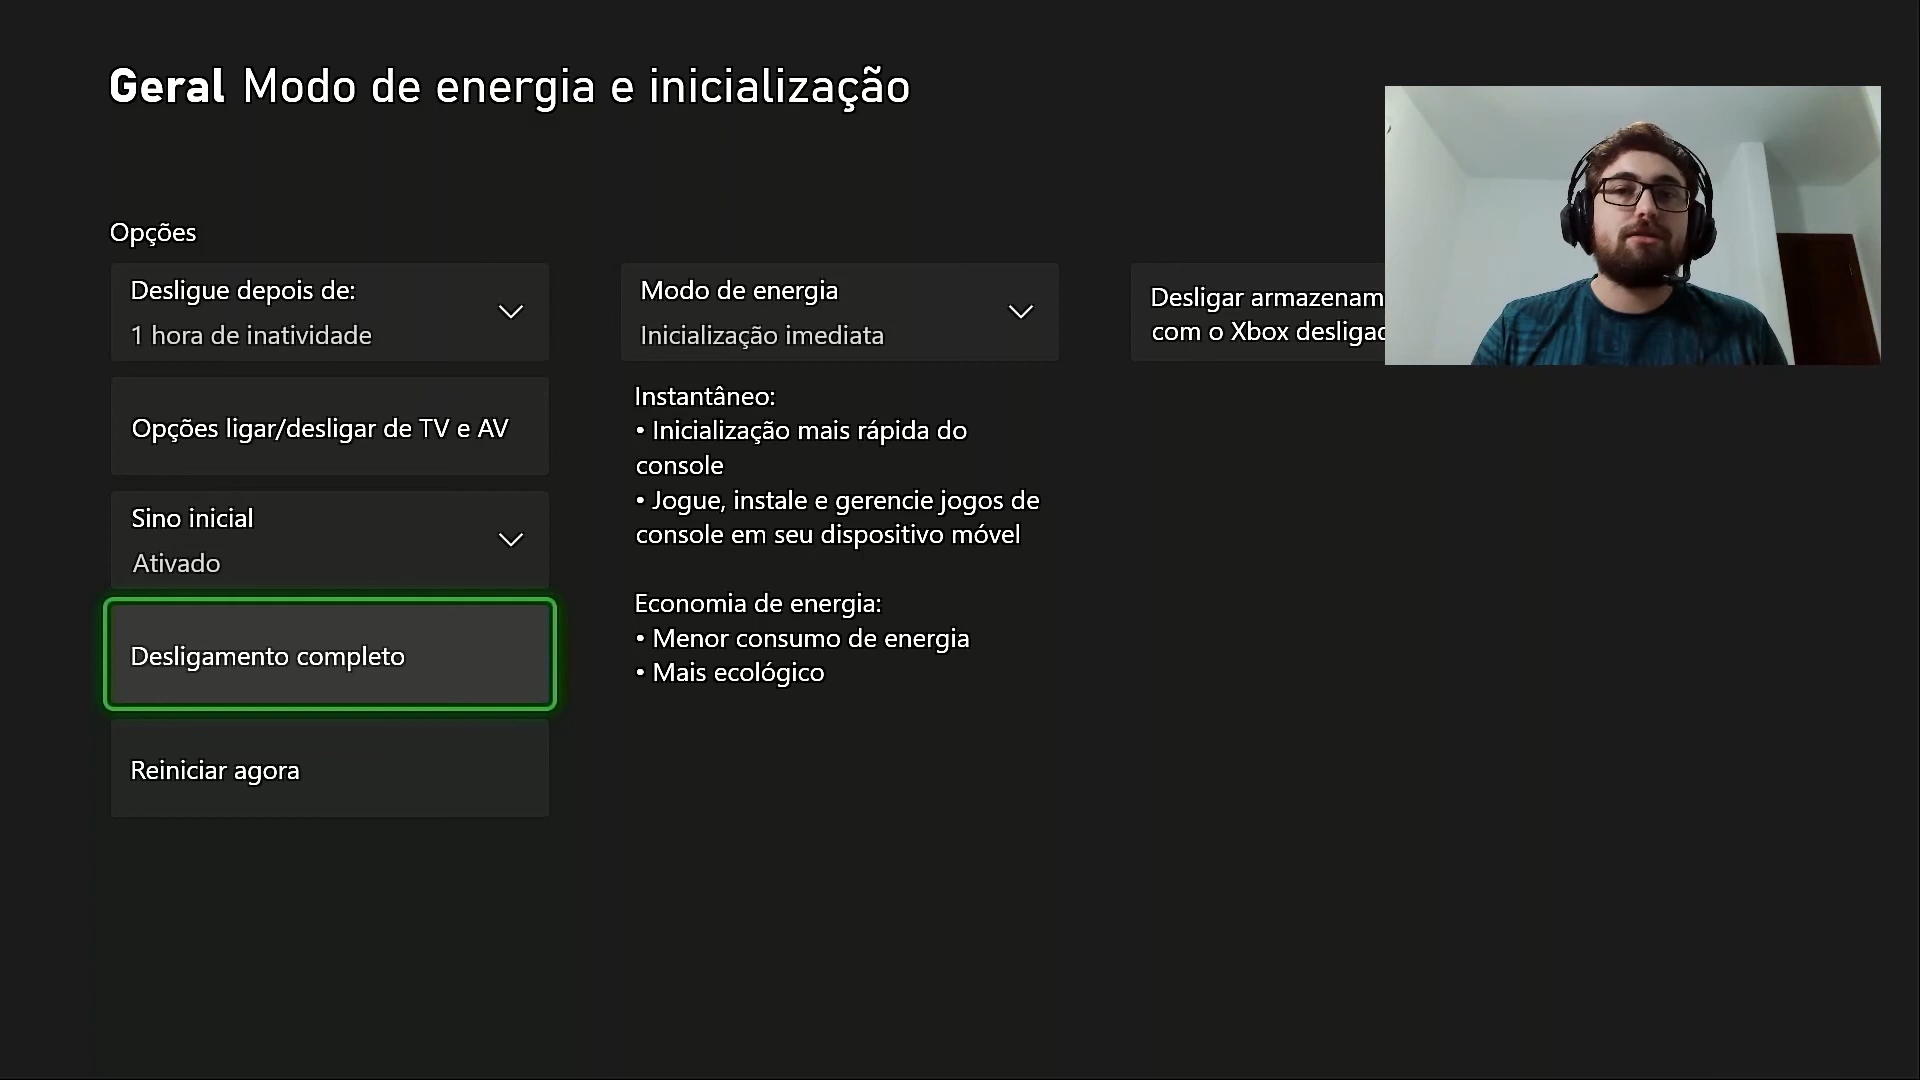 Geral Modo de energia e inicialização
Opções
Desligue depois de:
1 hora de inatividade
Opções ligar/desligar de TV e AV
Sino inicial
Ativado
Desligamento completo
Reiniciar agora
Modo de energia
Inicialização imediata
Instantâneo:
• Inicialização mais rápida do
console
• Jogue, instale e gerencie jogos de
console em seu dispositivo móvel
Economia de energia:
• Menor consumo de energia
• Mais ecológico
Desligar
com o Xbox